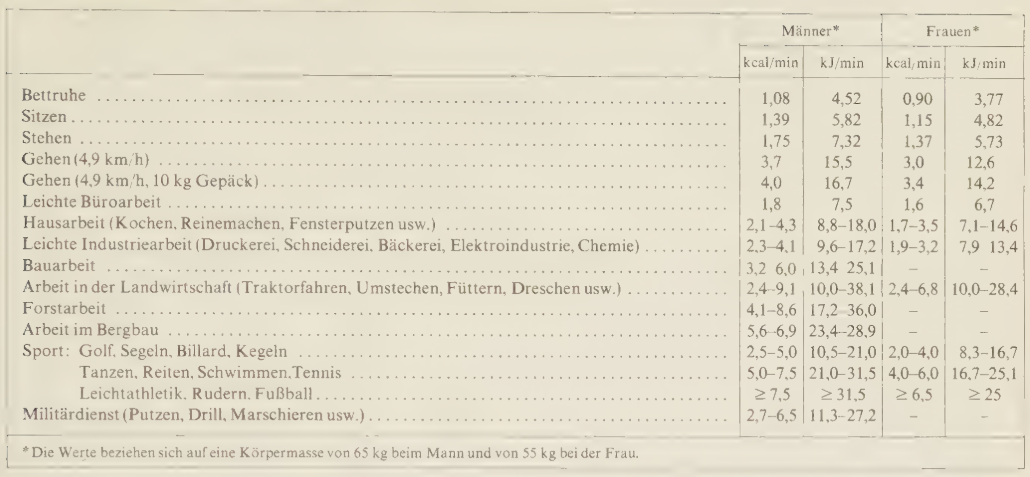 Männer* Frauen*
kcal/min kJ/min kcal/min kJ/min
Bettruhe 1,08 4,52 0,90 3,77
Sitzen 1,39 5,82 1,15 4,82
Stehen 1,75 7,32 1,37 5,73
Gehen (4,9 km/h) 3,7 15,5 3,0 12,6
Gehen (4,9 km/h, 10 kg Gepäck) 4,0 16,7 3,4 14,2
Leichte Büroarbeit 1,8 7,5 1,6 6,7
Hausarbeit (Kochen, Reinemachen, Fensterputzen usw.) 2,1–4,3 8,8–18,0 1,7–3,5 7,1–14,6
Leichte Industriearbeit (Druckerei, Schneiderei, Bäckerei, Elektroindustrie, Chemie) 2,3–4,1 9,6–17,2 1,9–3,2 7,9–13,4
Bauarbeit 3,2–6,0 13,4–25,1 – –
Arbeit in der Landwirtschaft (Traktorfahren, Umstechen, Füttern, Dreschen usw.) 2,4–9,1 10,0–38,1 2,4–6,8 10,0–28,4
Forstarbeit 4,1–8,6 17,2–36,0 – –
Arbeit im Bergbau 5,6–6,9 23,4–28,9 – –
Sport: Golf, Segeln, Billard, Kegeln 2,5–5,0 10,5–21,0 2,0–4,0 8,3–16,7
Tanzen, Reiten, Schwimmen, Tennis 5,0–7,5 21,0–31,5 4,0–6,0 16,7–25,1
Leichtathletik, Rudern, Fußball ≥ 7,5 ≥ 31,5 ≥ 6,5 ≥ 25
Militärdienst (Putzen, Drill, Marschieren usw.) 2,7–6,5 11,3–27,2 – –
* Die Werte beziehen sich auf eine Körpermasse von 65 kg beim Mann und von 55 kg bei der Frau.